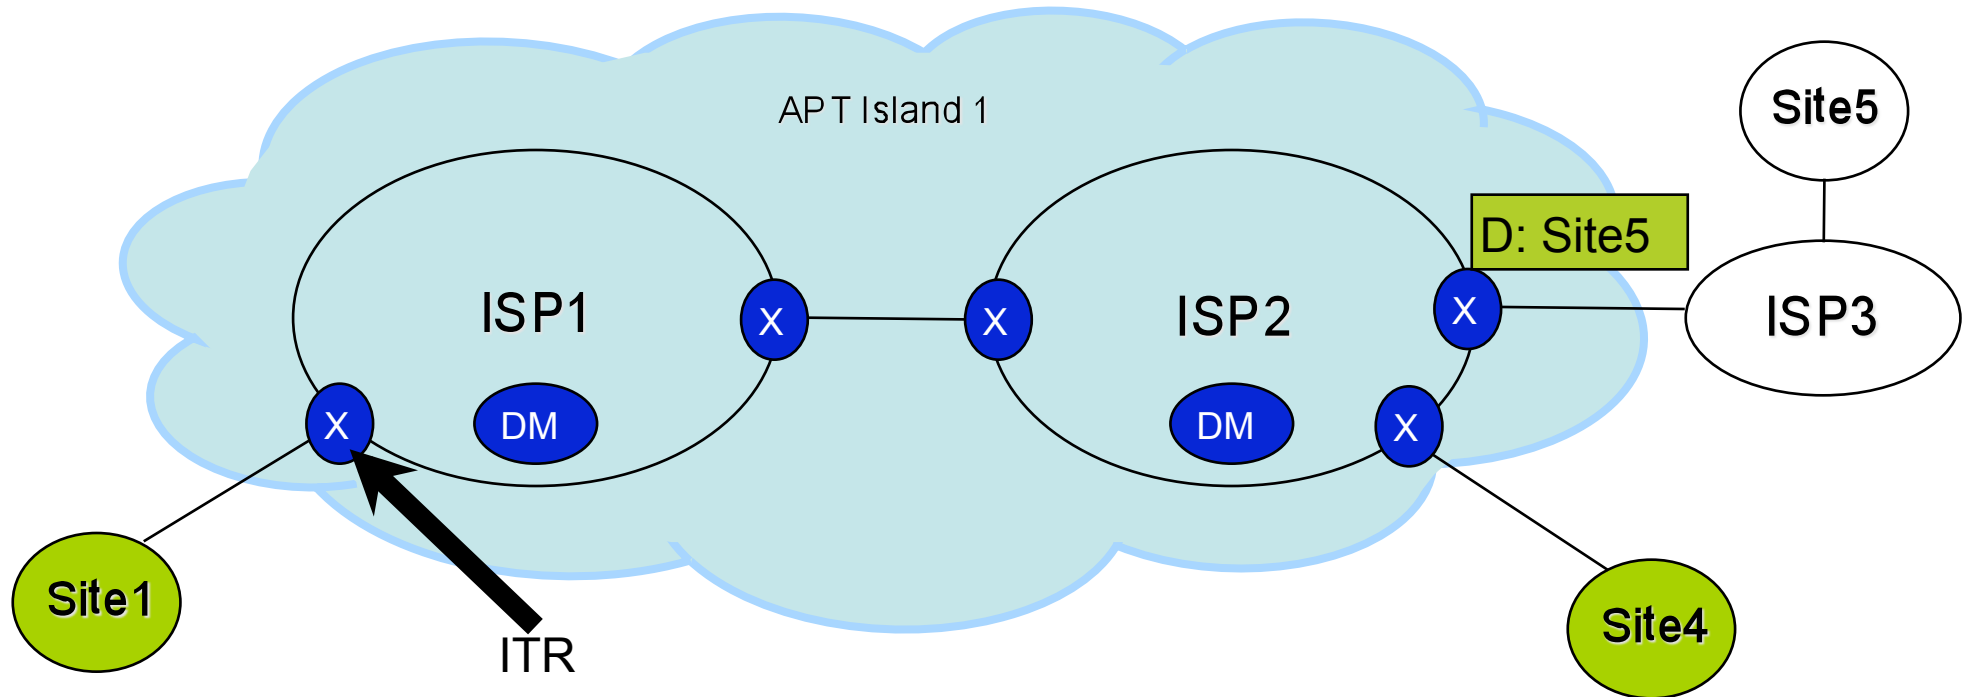 APT Island 1
Site5
D: Site5
ISP1
X
X
ISP2
X
ISP3
X
DM
DM
X
Site1
ITR
Site4